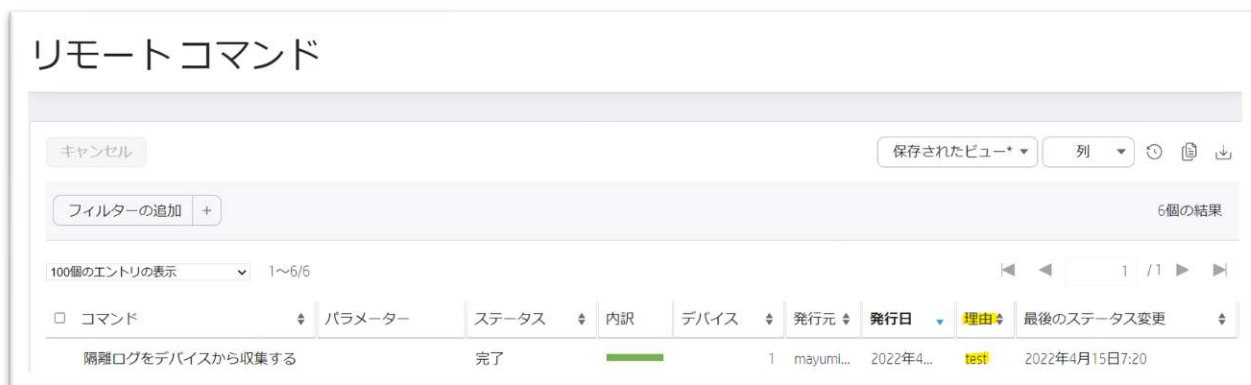 リモート コマンド
キャンセル 保存されたビュー* 列
フィルターの追加 + 6個の結果
100個のエントリの表示 1～6/6 1 /1
コマンド パラメーター ステータス 内訳 デバイス 発行元 発行日 理由 最後のステータス変更
隔離ログをデバイスから収集する 完了 1 mayumi... 2022年4... test 2022年4月15日7:20